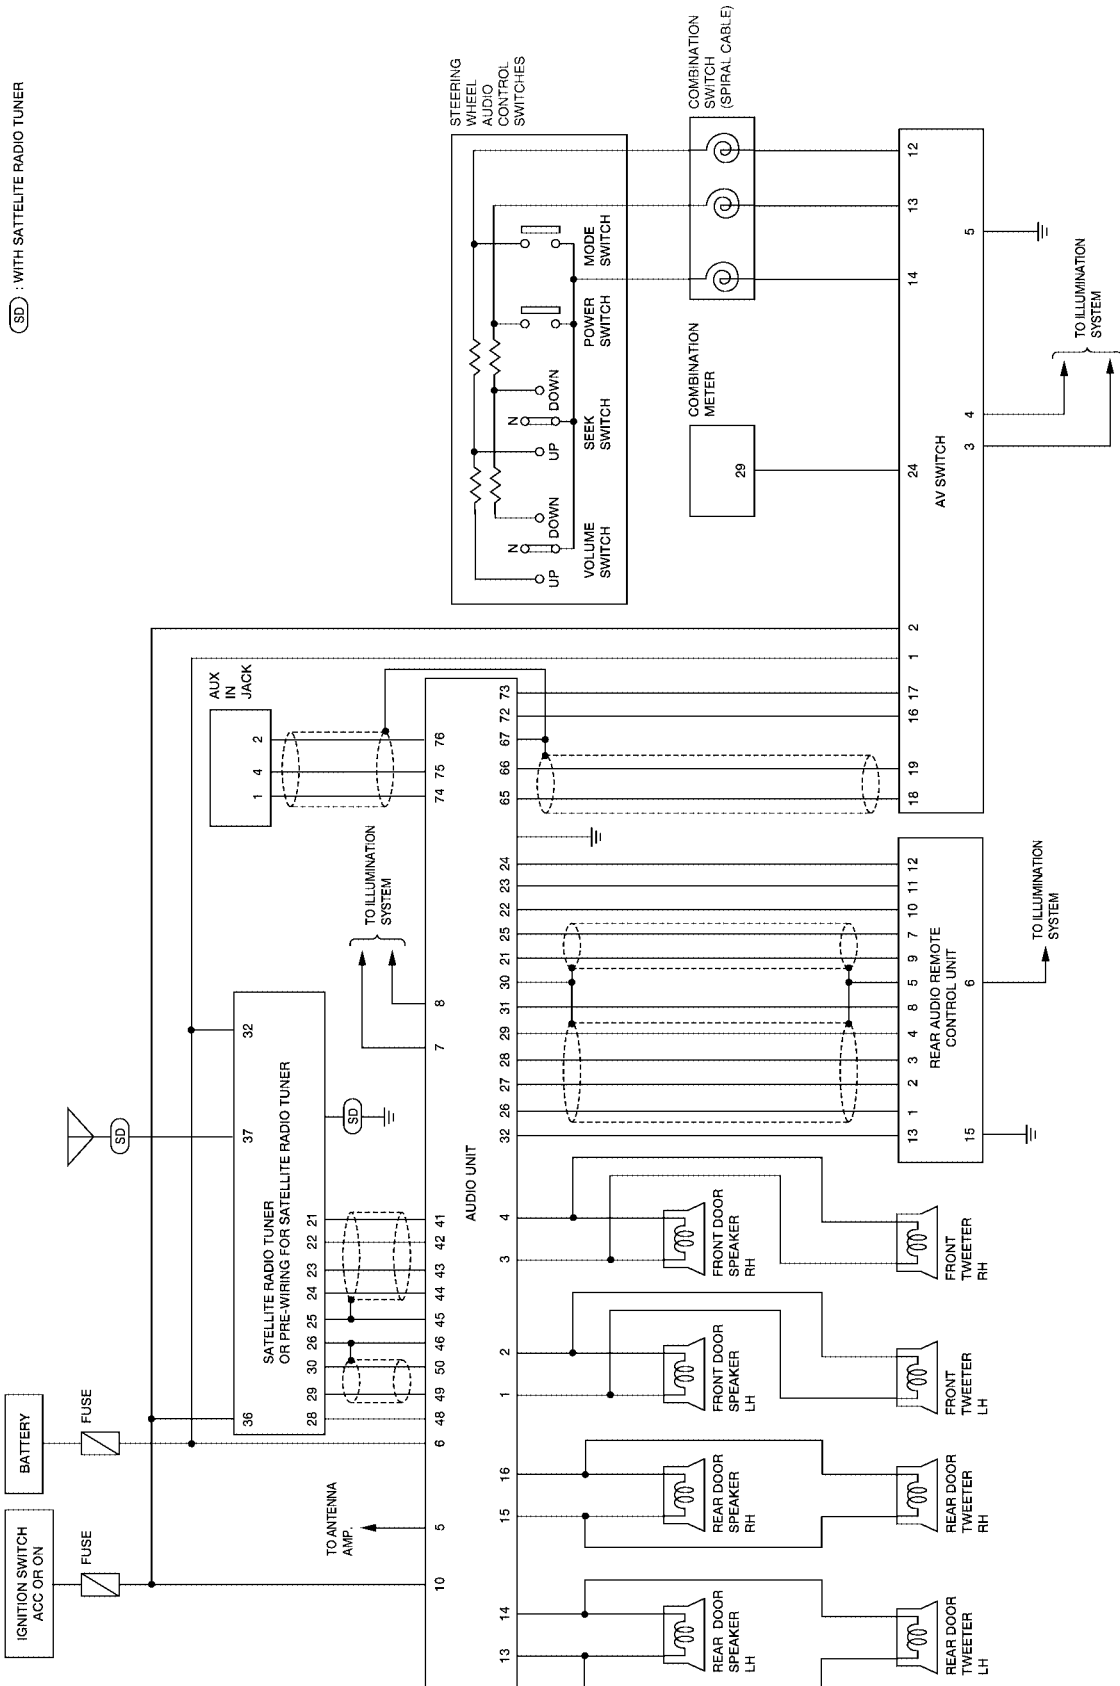 SD : WITH SATTELITE RADIO TUNER
IGNITION SWITCH
ACC OR ON
BATTERY
FUSE
FUSE
TO ANTENNA
AMP.
SD
36
37
32
SATELLITE RADIO TUNER
OR PRE-WIRING FOR SATELLITE RADIO TUNER
28 29 30 26 25 24 23 22 21
SD
TO ILLUMINATION
SYSTEM
AUX
IN
JACK
1 4 2
STEERING
WHEEL
AUDIO
CONTROL
SWITCHES
UP N DOWN UP N DOWN
VOLUME
SWITCH
SEEK
SWITCH
POWER
SWITCH
MODE
SWITCH
10 5 6 48 49 50 46 45 44 43 42 41 7 8 74 75 76
AUDIO UNIT
13 14 15 16 1 2 3 4 32 26 27 28 29 31 30 21 25 22 23 24 65 66 67 72 73
REAR DOOR
SPEAKER
LH
REAR DOOR
SPEAKER
RH
FRONT DOOR
SPEAKER
LH
FRONT DOOR
SPEAKER
RH
COMBINATION
METER
29
COMBINATION
SWITCH
(SPIRAL CABLE)
REAR DOOR
TWEETER
LH
REAR DOOR
TWEETER
RH
FRONT
TWEETER
LH
FRONT
TWEETER
RH
13 1 2 3 4 8 5 9 7 10 11 12
REAR AUDIO REMOTE
CONTROL UNIT
15 6
TO ILLUMINATION
SYSTEM
18 19 16 17 1 2 24 14 13 12
AV SWITCH
3 4 5
TO ILLUMINATION
SYSTEM